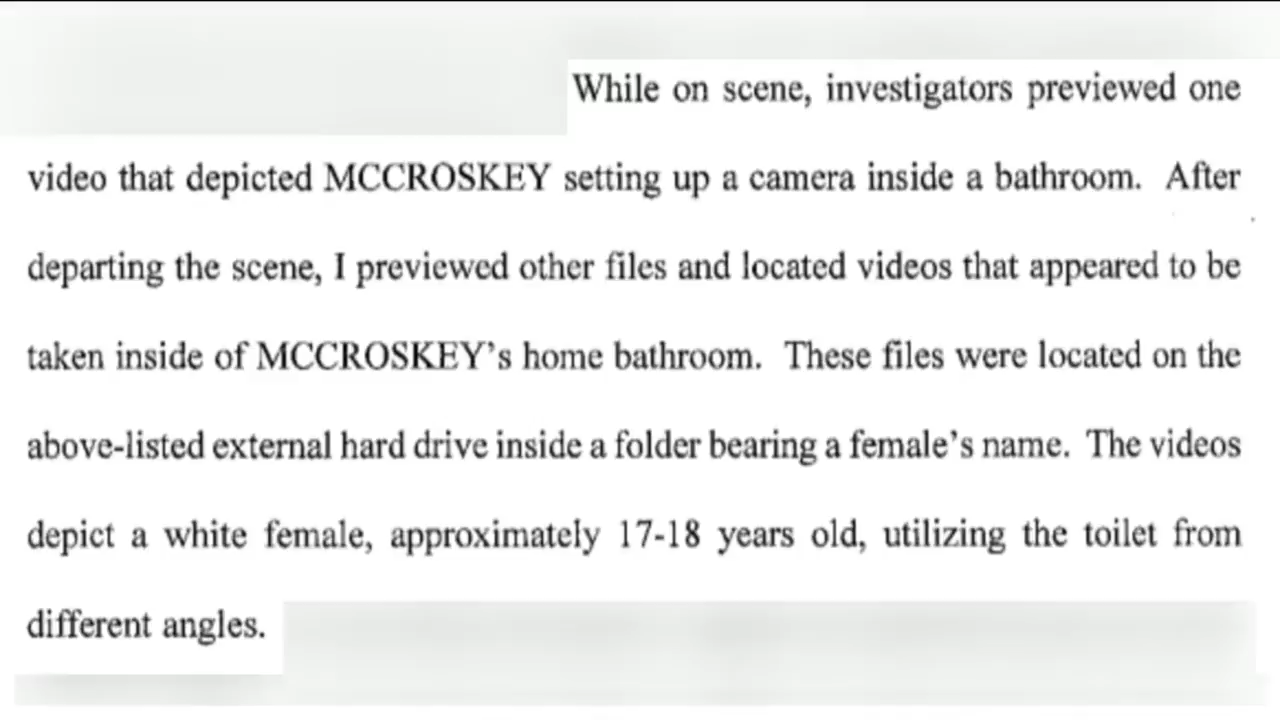 While on scene, investigators previewed one
video that depicted MCCROSKEY setting up a camera inside a bathroom. After
departing the scene, I previewed other files and located videos that appeared to be
taken inside of MCCROSKEY's home bathroom. These files were located on the
above-listed external hard drive inside a folder bearing a female's name. The videos
depict a white female, approximately 17-18 years old, utilizing the toilet from
different angles.